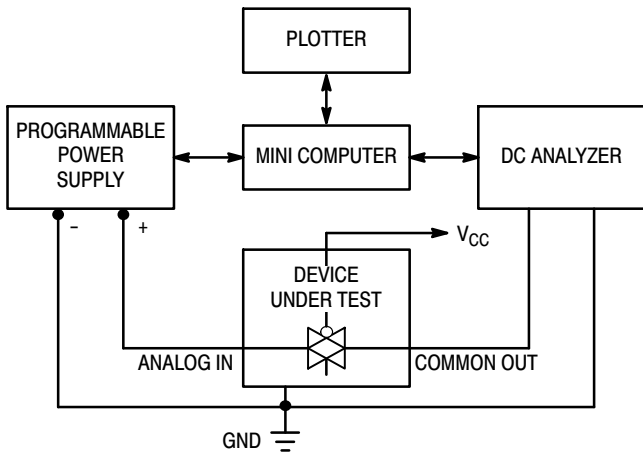 PLOTTER
PROGRAMMABLE
POWER
SUPPLY
MINI COMPUTER
DC ANALYZER
– +
VCC
DEVICE
UNDER TEST
ANALOG IN
COMMON OUT
GND